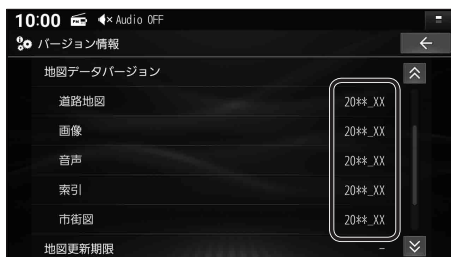 10:00 Audio OFF
バージョン情報
地図データバージョン
道路地図 20**_XX
画像 20**_XX
音声 20**_XX
索引 20**_XX
市街図 20**_XX
地図更新期限 -